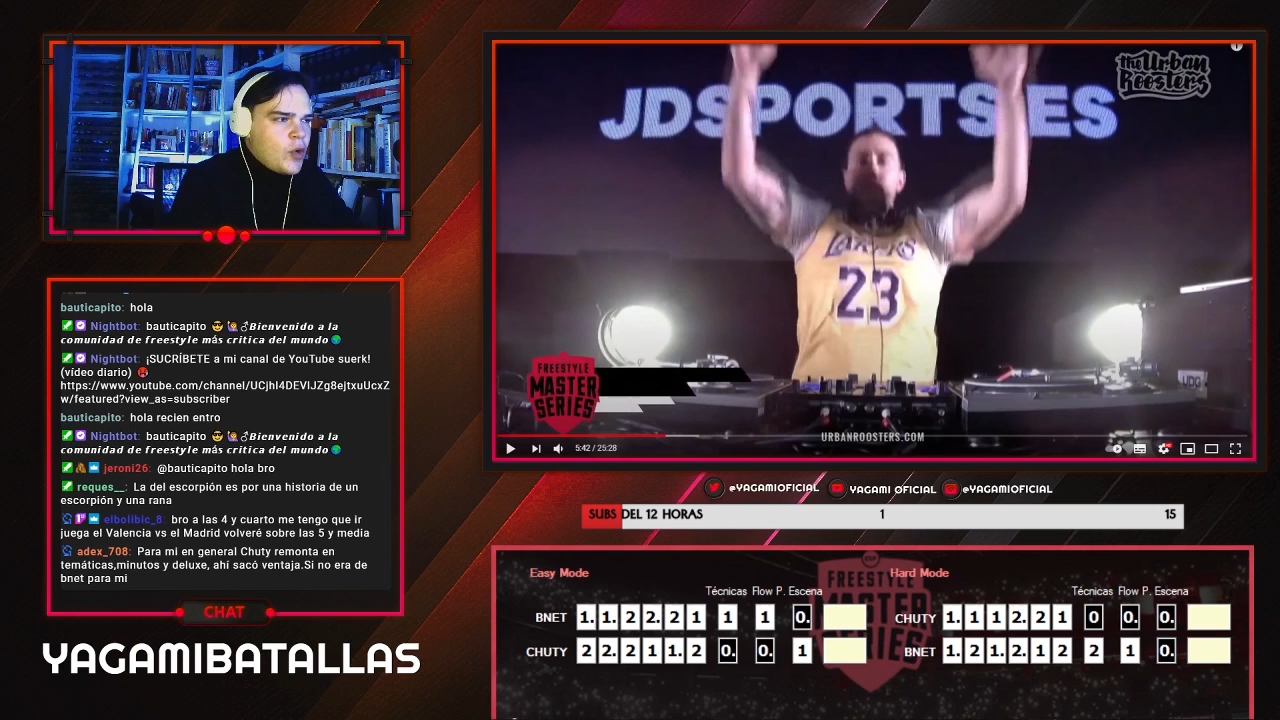 bauticapito: hola
Nightbot: bauticapito 😎 🙋‍♂️Bienvenido a la
comunidad de freestyle más critica del mundo 🌍
Nightbot: ¡SUCRÍBETE a mi canal de YouTube suerk!
(vídeo diario) 👹
https://www.youtube.com/channel/UCjhI4DEVIJZg8ejtxuUcxZ
w/featured?view_as=subscriber
bauticapito: hola recien entro
Nightbot: bauticapito 😎 🙋‍♂️Bienvenido a la
comunidad de freestyle más critica del mundo 🌍
jeroni26: @bauticapito hola bro
reques__: La del escorpión es por una historia de un
escorpión y una rana
elbolibic_8: bro a las 4 y cuarto me tengo que ir
juega el Valencia vs el Madrid volveré sobre las 5 y media
adex_708: Para mi en general Chuty remonta en
temáticas,minutos y deluxe, ahi sacó ventaja.Si no era de
bnet para mi
CHAT
YAGAMIBATALLAS
the Urban
Roosters
JDSPORTSES
LAKERS
23
UDG
FREESTYLE
MASTER
SERIES
URBANROOSTERS.COM
5:42 / 25:28
@YAGAMIOFICIAL YAGAMI OFICIAL @YAGAMIOFICIAL
SUBS DEL 12 HORAS 1 15
FREESTYLE
MASTER
SERIES
Easy Mode Hard Mode
Técnicas Flow P. Escena Técnicas Flow P. Escena
BNET 1. 1. 2 2. 2 1 1 1 0. CHUTY 1. 1 1 2. 2 1 0 0. 0.
CHUTY 2 2. 2 1 1. 2 0. 0. 1 BNET 1. 2 1. 2. 1 2 2 1 0.